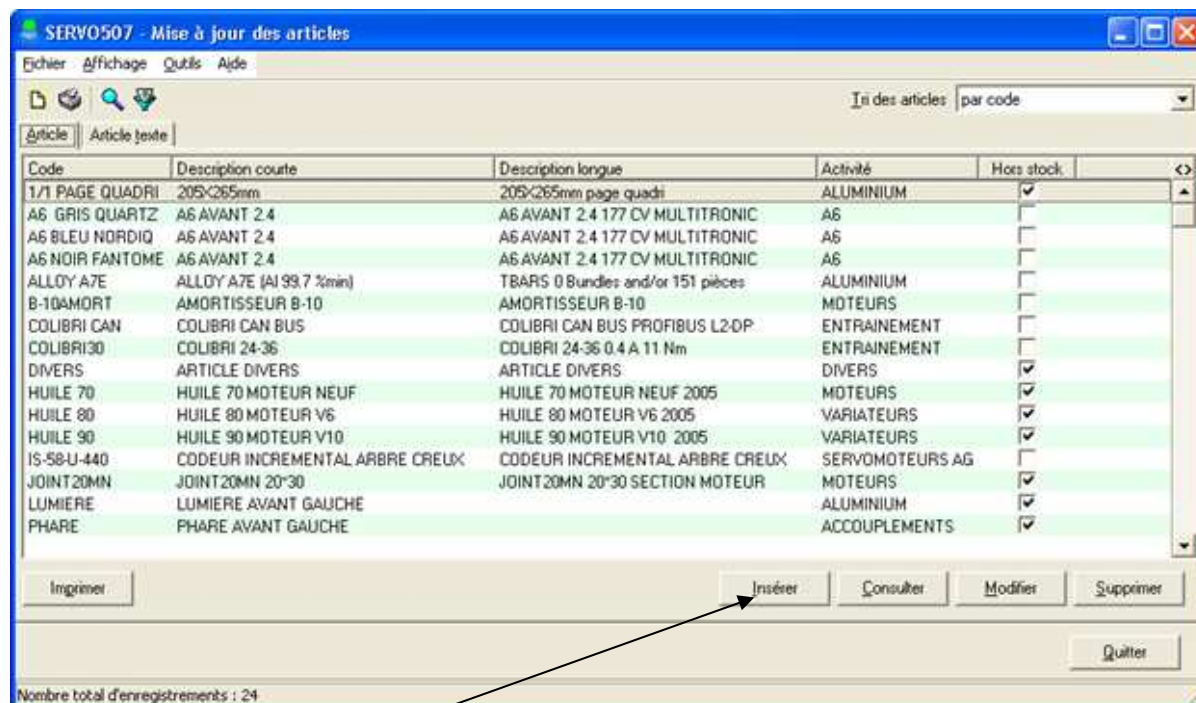 SERVO507 - Mise à jour des articles
Fichier Affichage Outils Aide
Tri des articles par code
Article Article texte
Code Description courte Description longue Activité Hors stock <>
1/1 PAGE QUADRI 205X265mm 205X265mm page quadri ALUMINIUM
A6 GRIS QUARTZ A6 AVANT 2.4 A6 AVANT 2.4 177 CV MULTITRONIC A6
A6 BLEU NORDIQ A6 AVANT 2.4 A6 AVANT 2.4 177 CV MULTITRONIC A6
A6 NOIR FANTOME A6 AVANT 2.4 A6 AVANT 2.4 177 CV MULTITRONIC A6
ALLOY A7E ALLOY A7E (Al 99.7 %min) TBARS 0 Bundles and/or 151 pièces ALUMINIUM
B-10AMORT AMORTISSEUR B-10 AMORTISSEUR B-10 MOTEURS
COLIBRI CAN COLIBRI CAN BUS COLIBRI CAN BUS PROFIBUS L2-DP ENTRAINEMENT
COLIBRI30 COLIBRI 24-36 COLIBRI 24-36 0.4 A 11 Nm ENTRAINEMENT
DIVERS ARTICLE DIVERS ARTICLE DIVERS DIVERS
HUILE 70 HUILE 70 MOTEUR NEUF HUILE 70 MOTEUR NEUF 2005 MOTEURS
HUILE 80 HUILE 80 MOTEUR V6 HUILE 80 MOTEUR V6 2005 VARIATEURS
HUILE 90 HUILE 90 MOTEUR V10 HUILE 90 MOTEUR V10 2005 VARIATEURS
IS-58-U-440 CODEUR INCREMENTAL ARBRE CREUX CODEUR INCREMENTAL ARBRE CREUX SERVOMOTEURS AG
JOINT20MN JOINT20MN 20*30 JOINT20MN 20*30 SECTION MOTEUR MOTEURS
LUMIERE LUMIERE AVANT GAUCHE ALUMINIUM
PHARE PHARE AVANT GAUCHE ACCOUPLEMENTS
Imprimer Insérer Consulter Modifier Supprimer
Quitter
Nombre total d'enregistrements : 24